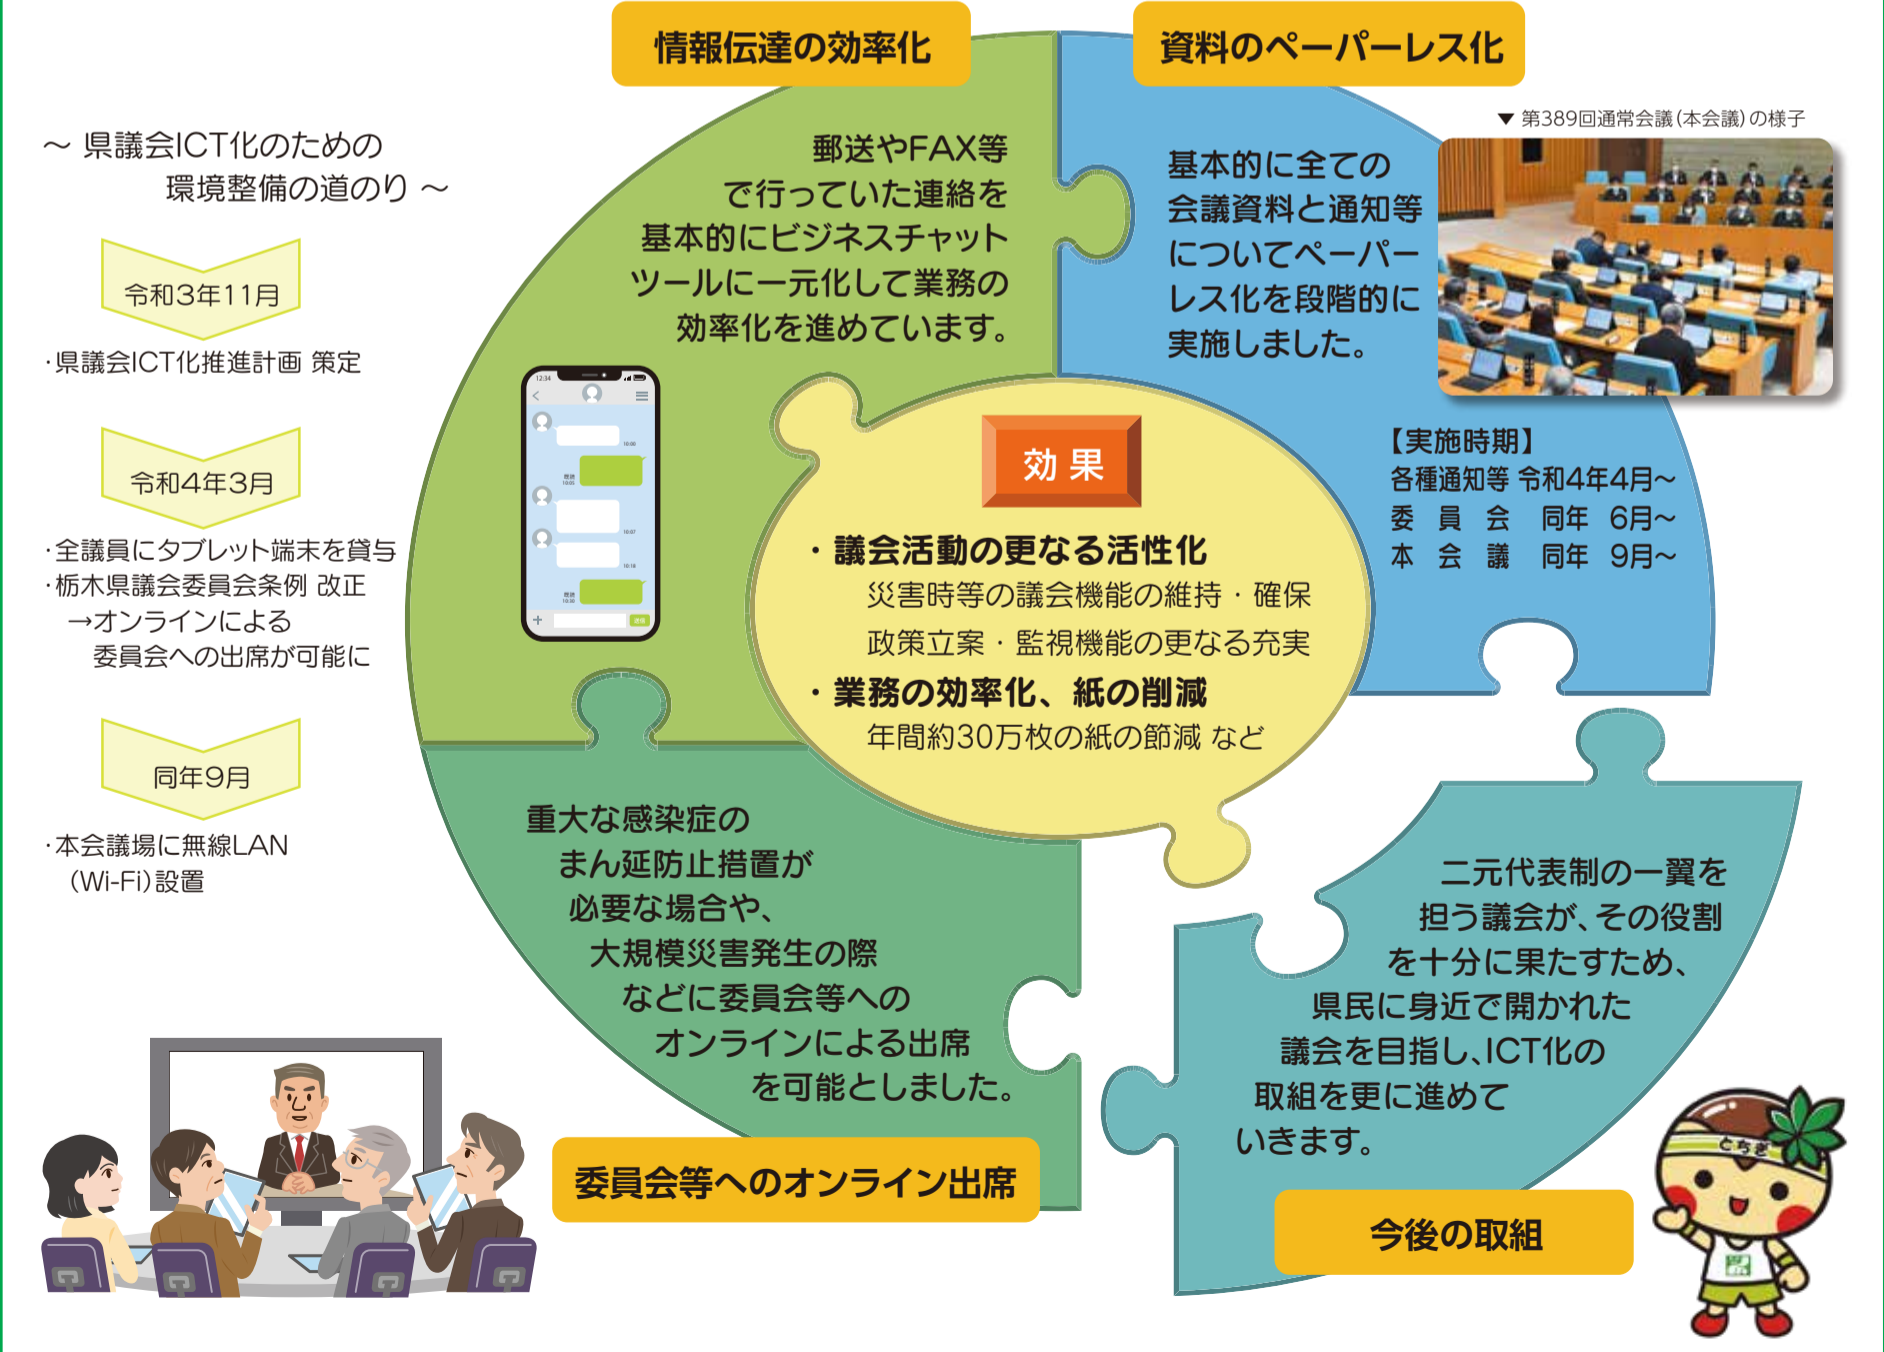 ～ 県議会ICT化のための
環境整備の道のり ～
令和3年11月
・県議会ICT化推進計画 策定
令和4年3月
・全議員にタブレット端末を貸与
・栃木県議会委員会条例 改正
→オンラインによる
委員会への出席が可能に
同年9月
・本会議場に無線LAN
（Wi-Fi）設置
情報伝達の効率化
郵送やFAX等
で行っていた連絡を
基本的にビジネスチャット
ツールに一元化して業務の
効率化を進めています。
12:34
資料のペーパーレス化
▼ 第389回通常会議（本会議）の様子
基本的に全ての
会議資料と通知等
についてペーパー
レス化を段階的に
実施しました。
【実施時期】
各種通知等 令和4年4月～
委 員 会 同年 6月～
本 会 議 同年 9月～
効 果
・議会活動の更なる活性化
災害時等の議会機能の維持・確保
政策立案・監視機能の更なる充実
・業務の効率化、紙の削減
年間約30万枚の紙の節減 など
重大な感染症の
まん延防止措置が
必要な場合や、
大規模災害発生の際
などに委員会等への
オンラインによる出席
を可能としました。
委員会等へのオンライン出席
二元代表制の一翼を
担う議会が、その役割
を十分に果たすため、
県民に身近で開かれた
議会を目指し、ICT化の
取組を更に進めて
いきます。
今後の取組
とちぎ